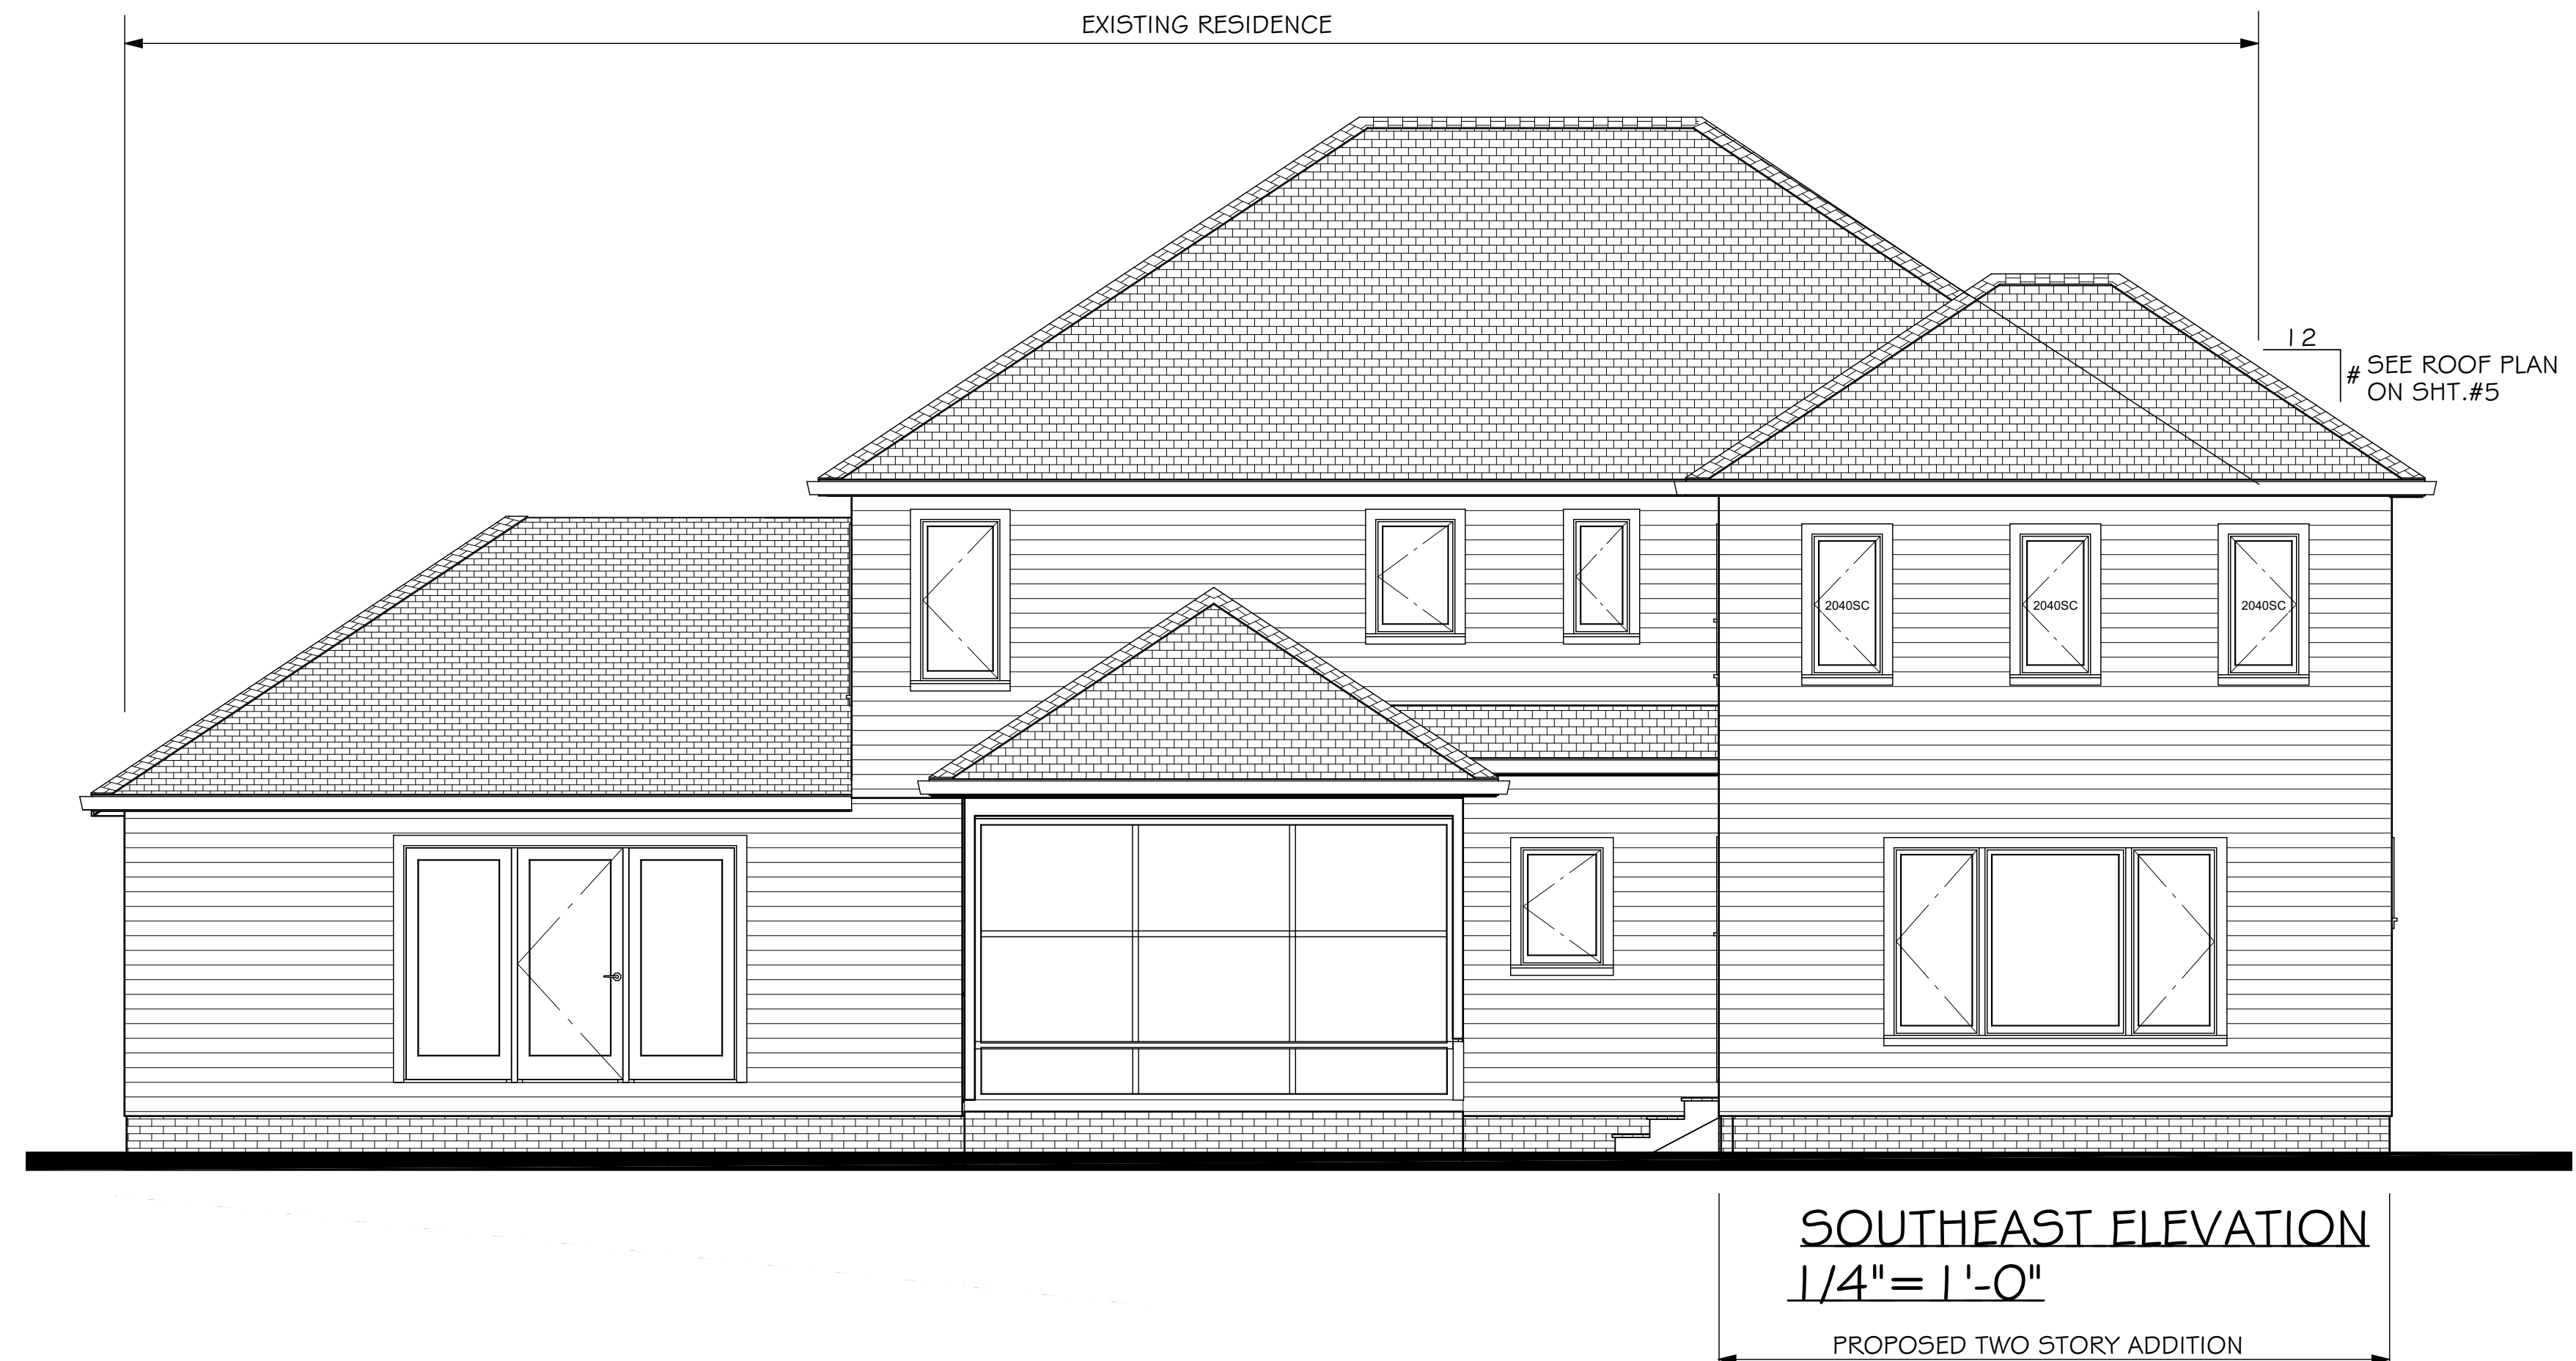 EXISTING RESIDENCE
12
# SEE ROOF PLAN
ON SHT.#5
2040SC 2040SC 2040SC
SOUTHEAST ELEVATION
1/4"= 1'-0"
PROPOSED TWO STORY ADDITION